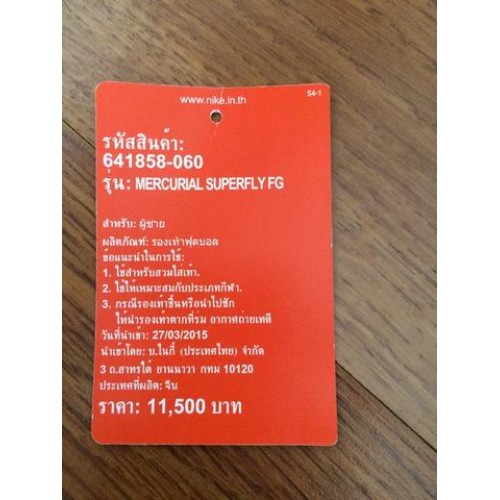 www.nike.in.th
S4-1
รหัสสินค้า:
641858-060
รุ่น: MERCURIAL SUPERFLY FG
สำหรับ: ผู้ชาย
ผลิตภัณฑ์: รองเท้าฟุตบอล
ข้อแนะนำในการใช้:
1. ใช้สำหรับสวมใส่เท้า.
2. ใช้ให้เหมาะสมกับประเภทกีฬา.
3. กรณีรองเท้าชื้นหรือนำไปซัก
ให้นำรองเท้าตากที่ร่ม อากาศถ่ายเทดี
วันที่นำเข้า: 27/03/2015
นำเข้าโดย: บ.ไนกี้ (ประเทศไทย) จำกัด
3 ถ.สาทรใต้ ยานนาวา กทม 10120
ประเทศที่ผลิต: จีน
ราคา: 11,500 บาท